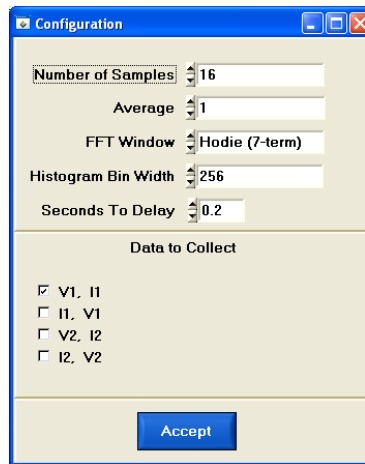 Configuration
Number of Samples 16
Average 1
FFT Window Hodie (7-term)
Histogram Bin Width 256
Seconds To Delay 0.2
Data to Collect
V1, I1
I1, V1
V2, I2
I2, V2
Accept